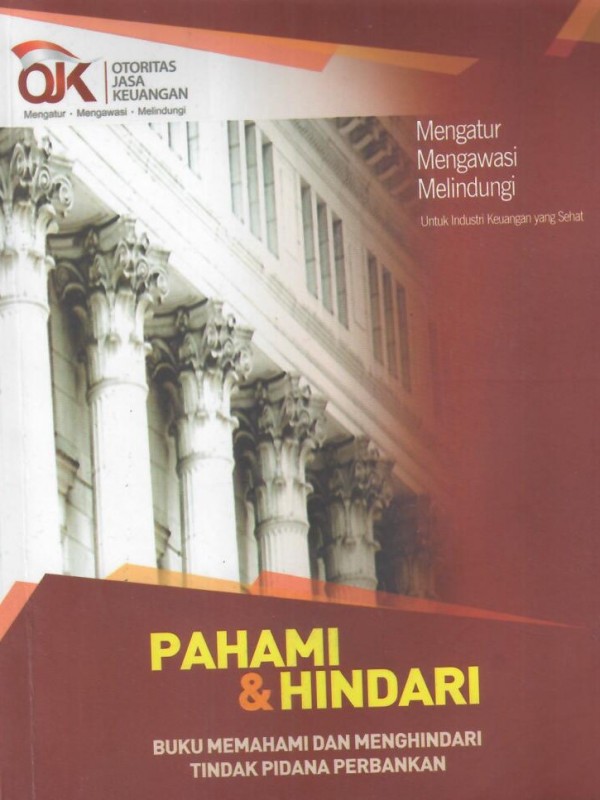 OJK
OTORITAS
JASA
KEUANGAN
Mengatur • Mengawasi • Melindungi
Mengatur
Mengawasi
Melindungi
Untuk Industri Keuangan yang Sehat
PAHAMI
& HINDARI
BUKU MEMAHAMI DAN MENGHINDARI
TINDAK PIDANA PERBANKAN